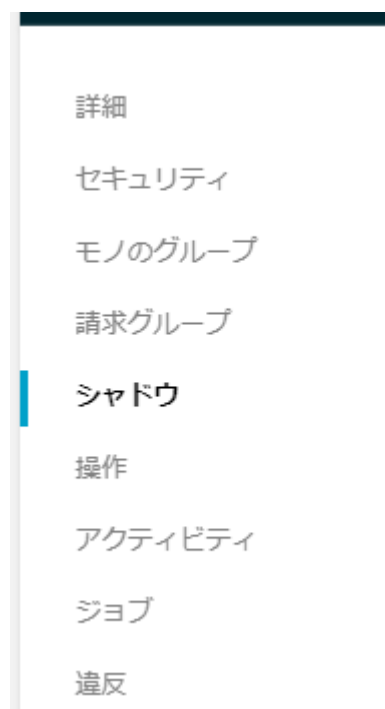 詳細
セキュリティ
モノのグループ
請求グループ
シャドウ
操作
アクティビティ
ジョブ
違反